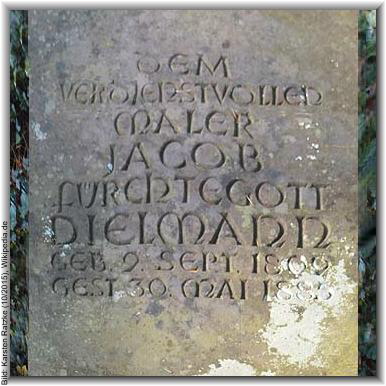 DEM
VERDIENSTVOLLEN
MALER
JACOB
FÜRCHTEGOTT
DIELMANN
GEB. 9. SEPT. 1809
GEST 30. MAI 1885
Bild: Karsten Ratzke (10/2015), Wikipedia.de